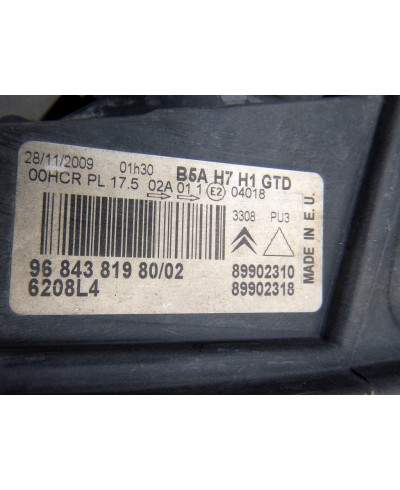 28/11/2009 01h30 B5A H7 H1 GTD
00HCR PL 17.5 02A 01 1 E2 04018
3308 PU3
96 843 819 80/02 89902310
6208L4 89902318
MADE IN E.U.